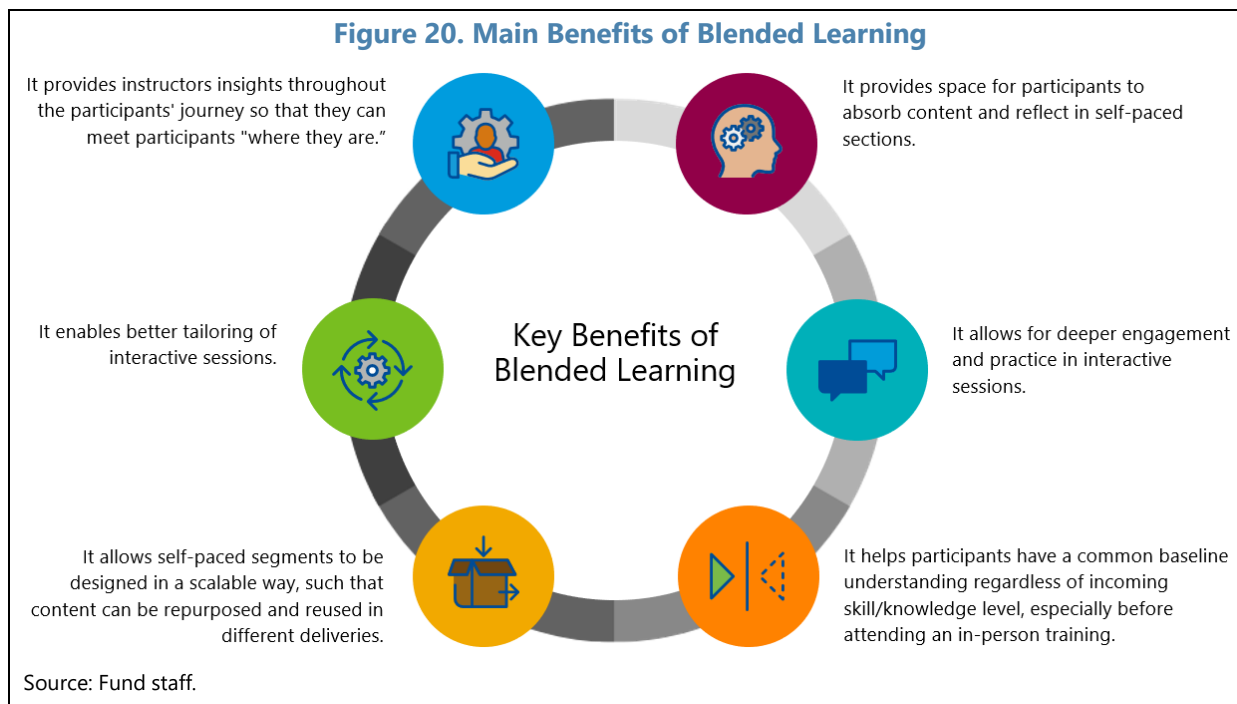 Figure 20. Main Benefits of Blended Learning
It provides instructors insights throughout
the participants' journey so that they can
meet participants "where they are.”
It provides space for participants to
absorb content and reflect in self-paced
sections.
It enables better tailoring of
interactive sessions.
Key Benefits of
Blended Learning
It allows for deeper engagement
and practice in interactive
sessions.
It allows self-paced segments to be
designed in a scalable way, such that
content can be repurposed and reused in
different deliveries.
It helps participants have a common baseline
understanding regardless of incoming
skill/knowledge level, especially before
attending an in-person training.
Source: Fund staff.